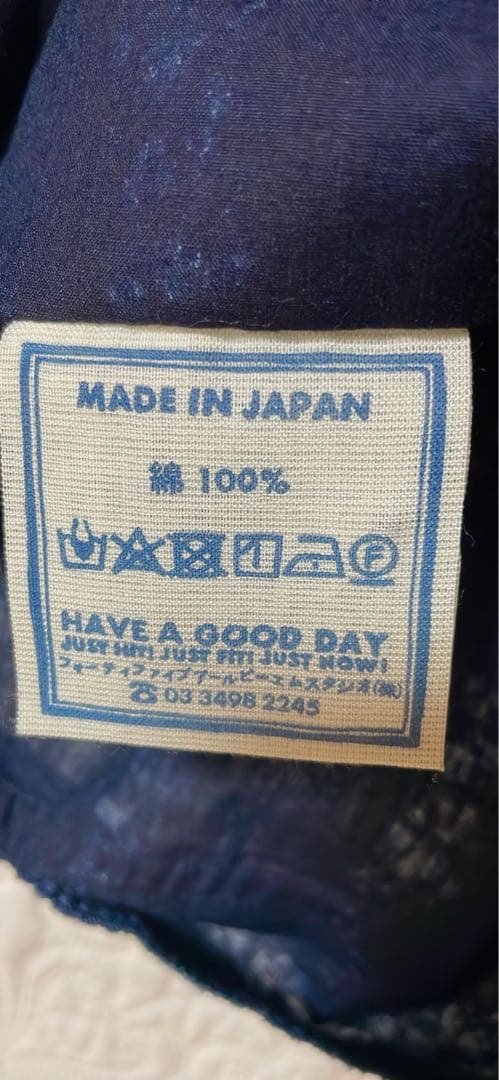 MADE IN JAPAN
綿 100%
F
HAVE A GOOD DAY
JUST HIT! JUST FIT! JUST NOW!
フォーティファイブアールピーエムスタジオ(株)
☎ 03 3498 2245